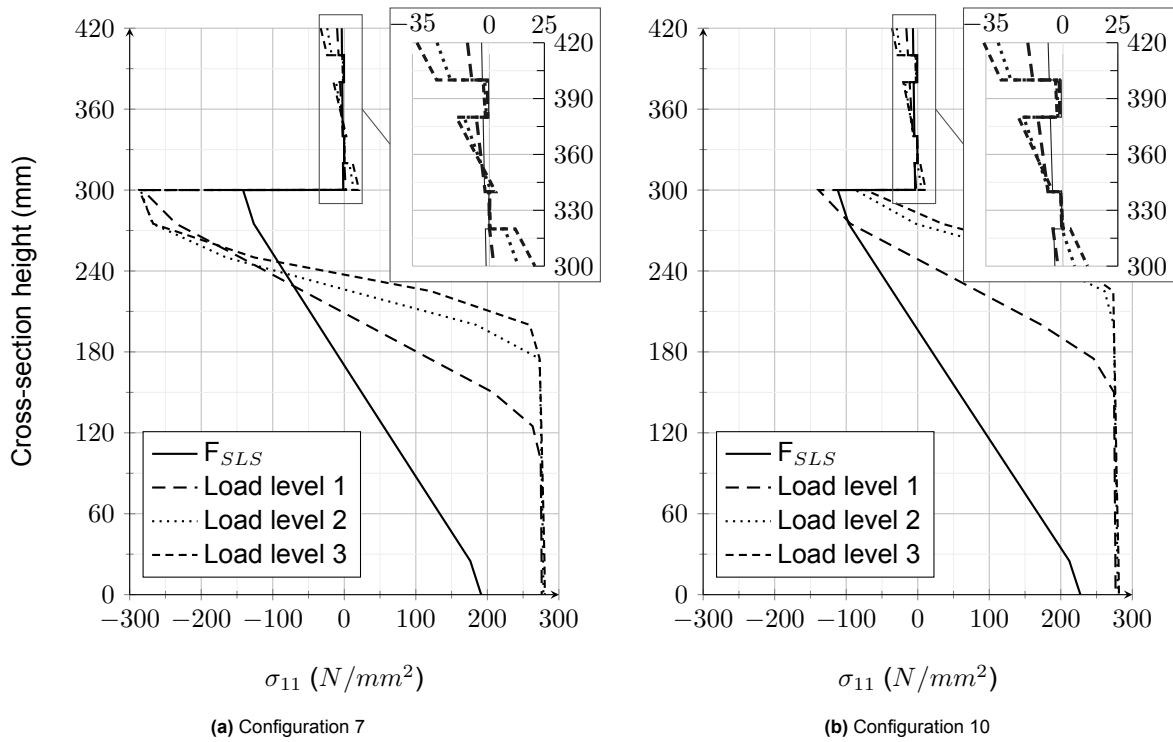 −35 0 25
420
390
360
330
300
420
360
300
240
180
120
60
0
Cross-section height (mm)
F_SLS
Load level 1
Load level 2
Load level 3
−300 −200 −100 0 100 200 300
σ₁₁ (N/mm²)
(a) Configuration 7
−35 0 25
420
390
360
330
300
420
360
300
240
180
120
60
0
F_SLS
Load level 1
Load level 2
Load level 3
−300 −200 −100 0 100 200 300
σ₁₁ (N/mm²)
(b) Configuration 10